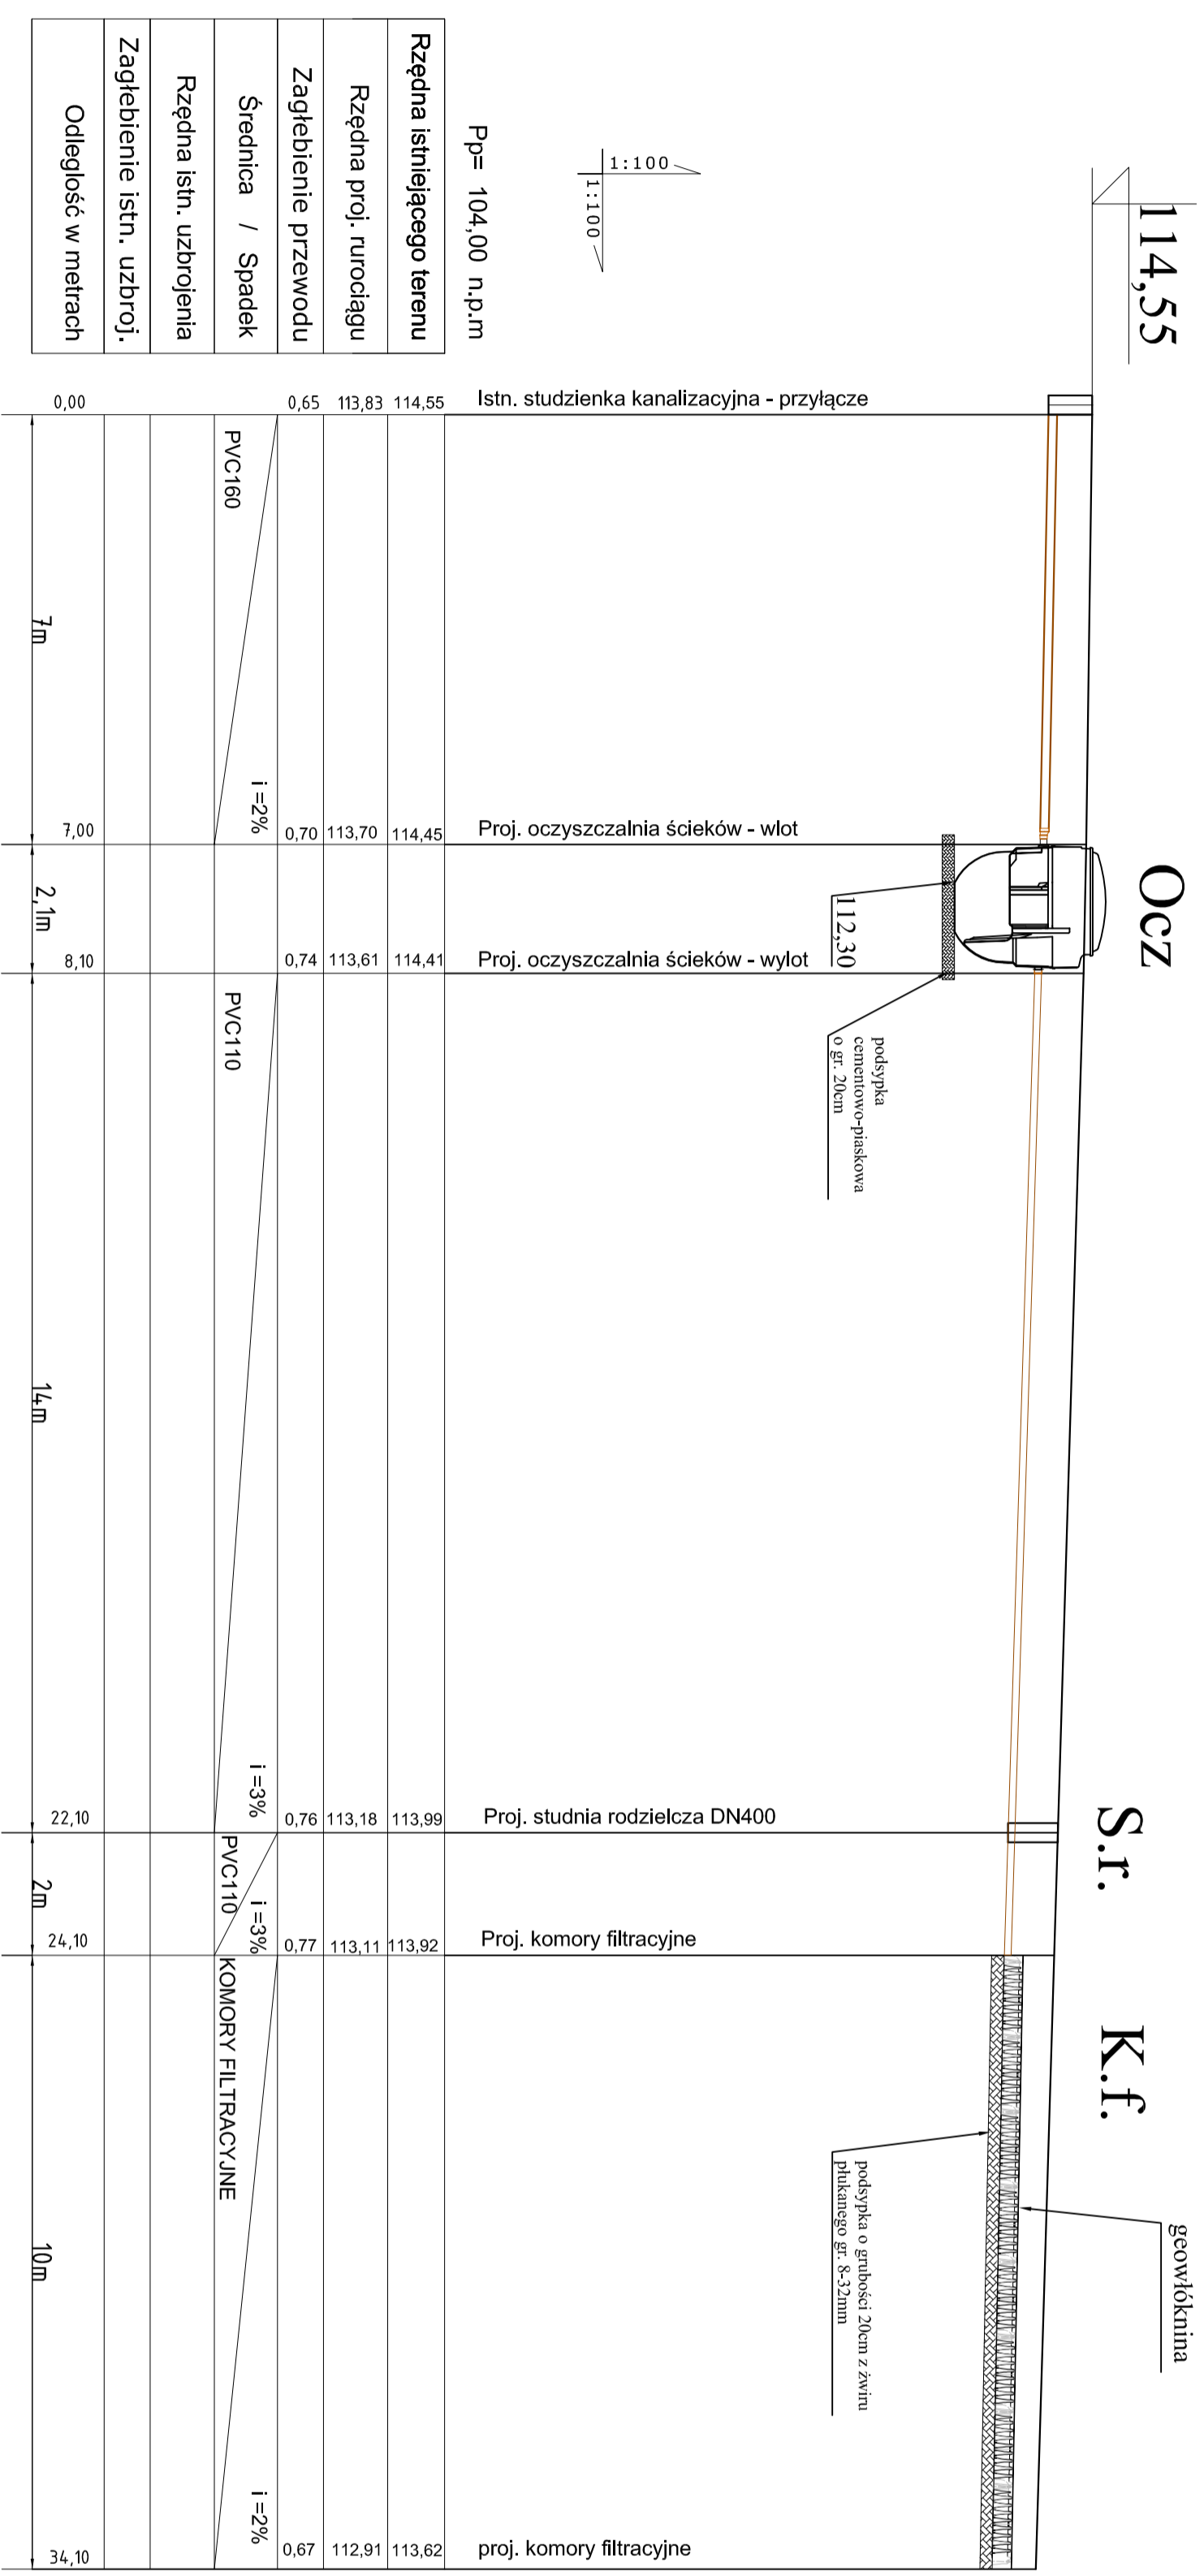 114,55
Ocz
S.r.
K.f.
geowłóknina
1:100
1:100
112,30
podsypka
cementowo-piaskowa
o gr. 20cm
podsypka o grubości 20cm z żwiru
płukanego gr. 8-32mm
Pp= 104,00 n.p.m
Istn. studzienka kanalizacyjna - przyłącze
Proj. oczyszczalnia ścieków - wlot
Proj. oczyszczalnia ścieków - wylot
Proj. studnia rodzielcza DN400
Proj. komory filtracyjne
proj. komory filtracyjne
Rzędna istniejącego terenu
114,55 114,45 114,41 113,99 113,92 113,62
Rzędna proj. rurociągu
113,83 113,70 113,61 113,18 113,11 112,91
Zagłebienie przewodu
0,65 0,70 0,74 0,76 0,77 0,67
Średnica / Spadek
i =2% i =3% i =3% i =2%
PVC160 PVC110 PVC110 KOMORY FILTRACYJNE
Rzędna istn. uzbrojenia
Zagłebienie istn. uzbroj.
Odleglość w metrach
0,00 7,00 8,10 22,10 24,10 34,10
7m 2,1m 14m 2m 10m